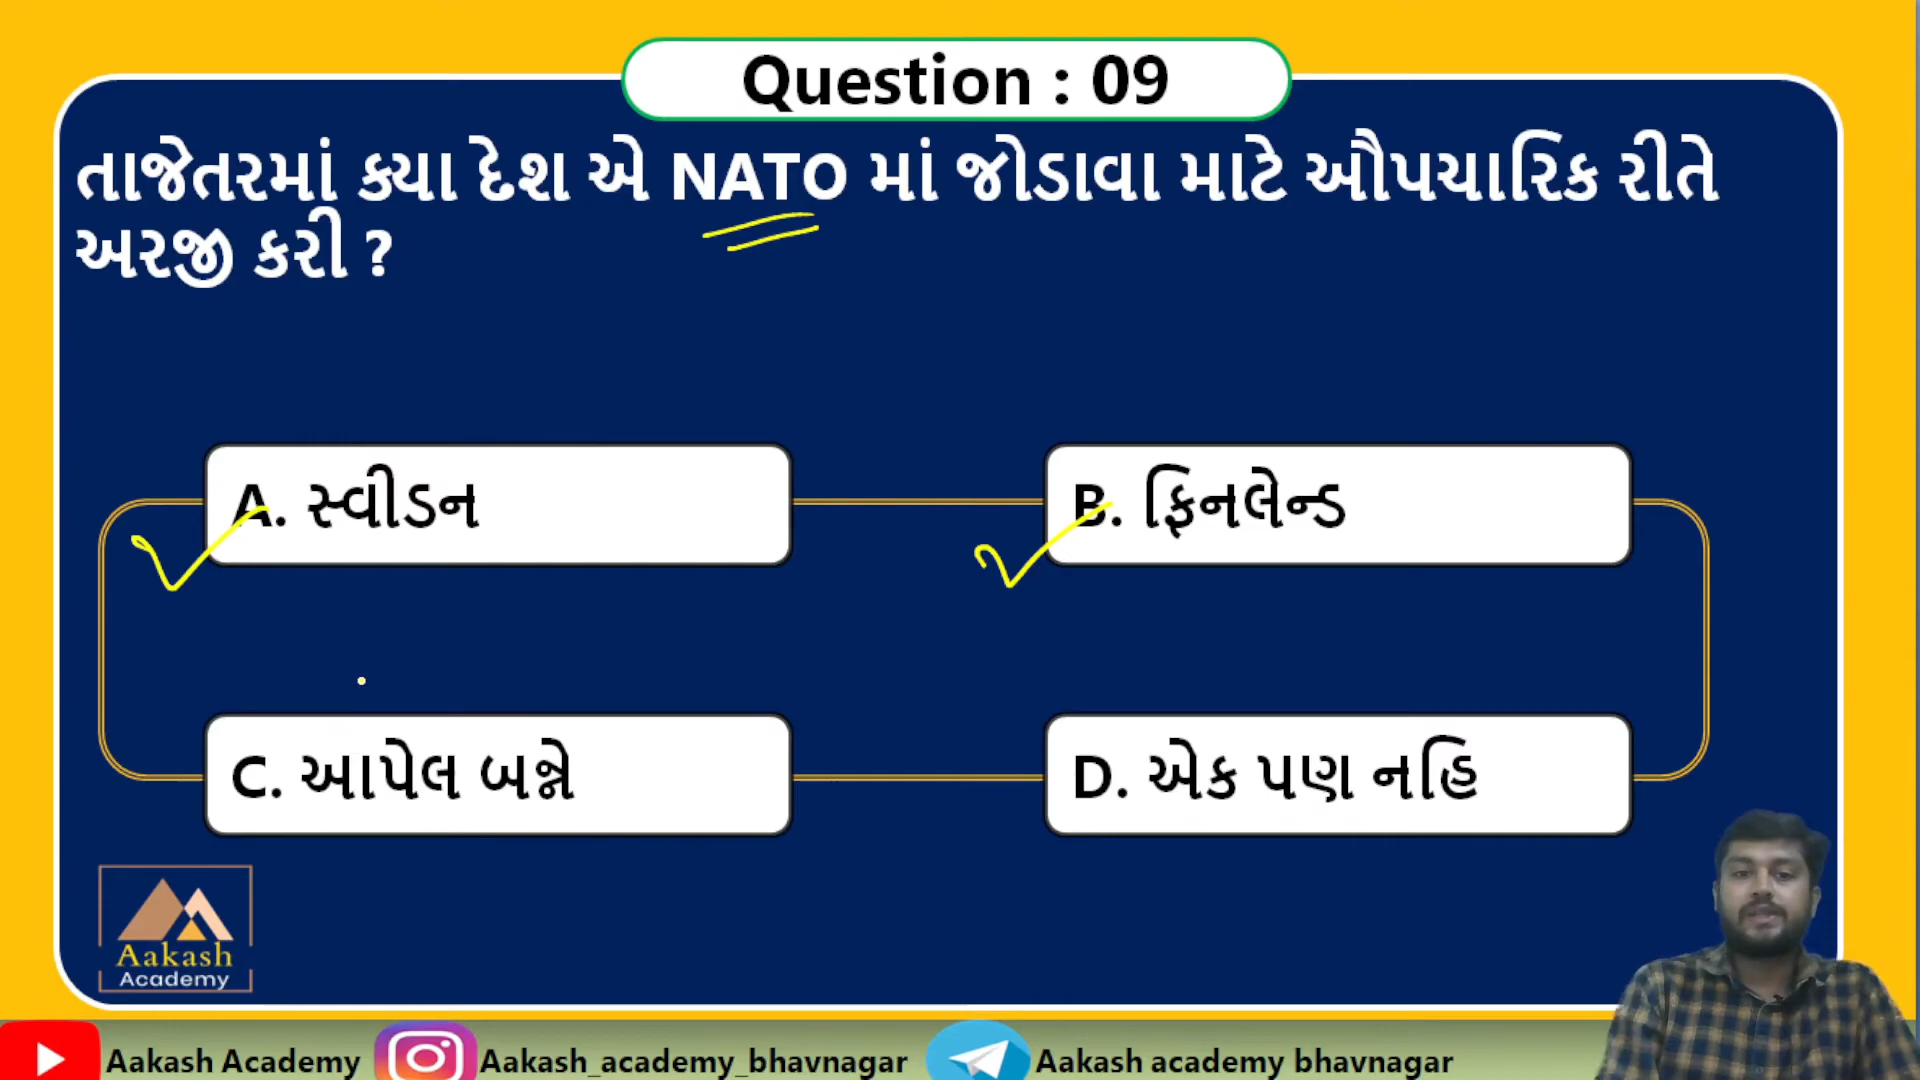 Question : 09
તાજેતરમાં ક્યા દેશ એ NATO માં જોડાવા માટે ઔપચારિક રીતે
અરજી કરી ?
A. સ્વીડન
B. ફિનલેન્ડ
C. આપેલ બન્ને
D. એક પણ નહિ
Aakash
Academy
Aakash Academy
Aakash_academy_bhavnagar
Aakash academy bhavnagar